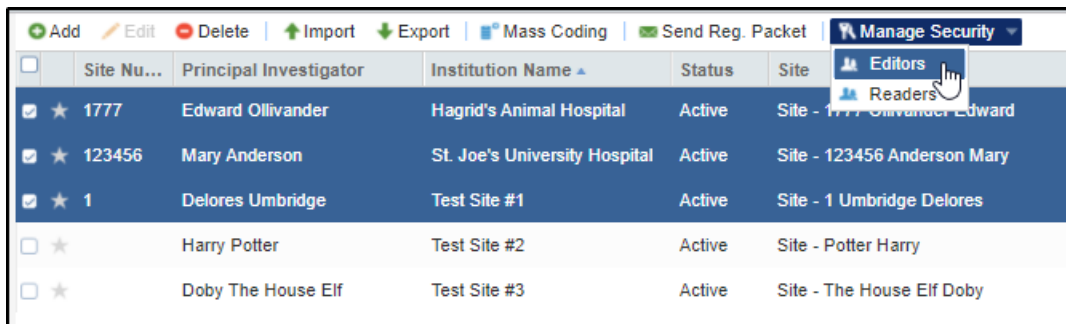 Add Edit Delete Import Export Mass Coding Send Reg. Packet Manage Security
Site Nu... Principal Investigator Institution Name Status Site Editors
Readers
1777 Edward Ollivander Hagrid's Animal Hospital Active Site - 1777 Ollivander Edward
123456 Mary Anderson St. Joe's University Hospital Active Site - 123456 Anderson Mary
1 Delores Umbridge Test Site #1 Active Site - 1 Umbridge Delores
Harry Potter Test Site #2 Active Site - Potter Harry
Doby The House Elf Test Site #3 Active Site - The House Elf Doby